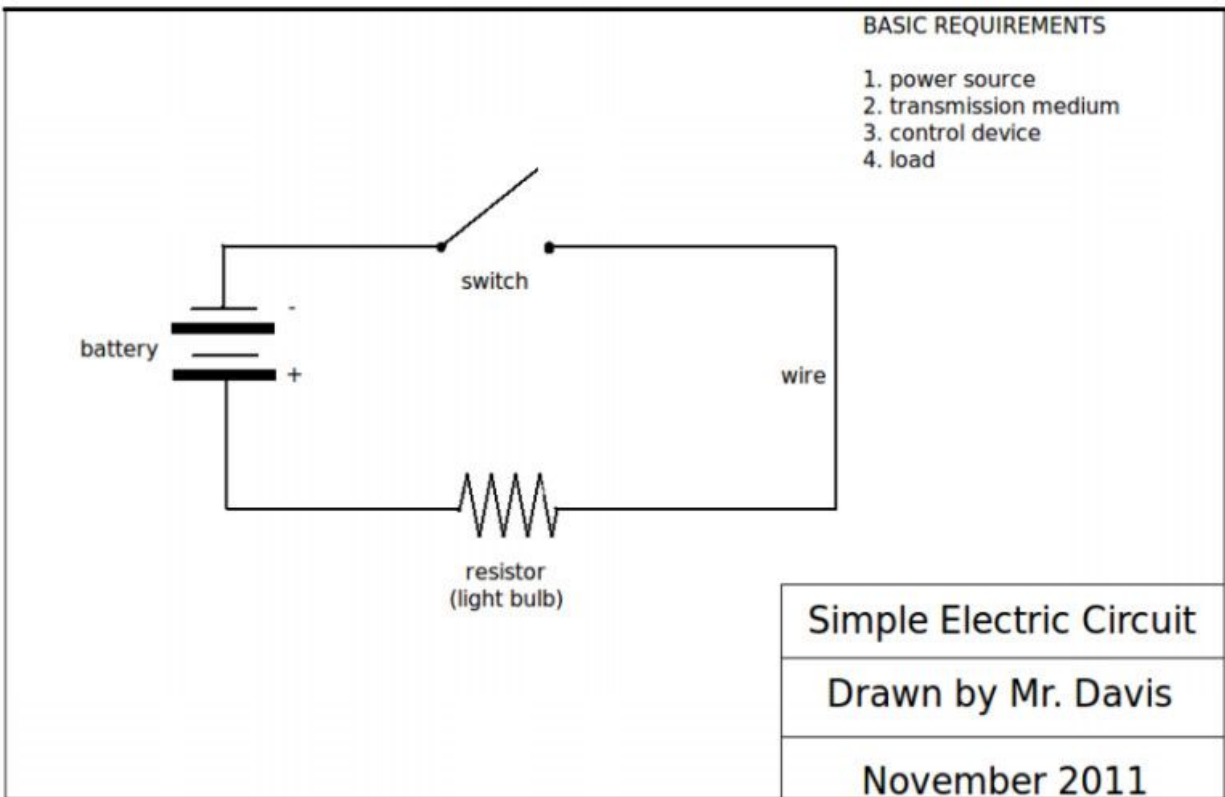 BASIC REQUIREMENTS
1. power source
2. transmission medium
3. control device
4. load
switch
-
battery
+
wire
resistor
(light bulb)
Simple Electric Circuit
Drawn by Mr. Davis
November 2011